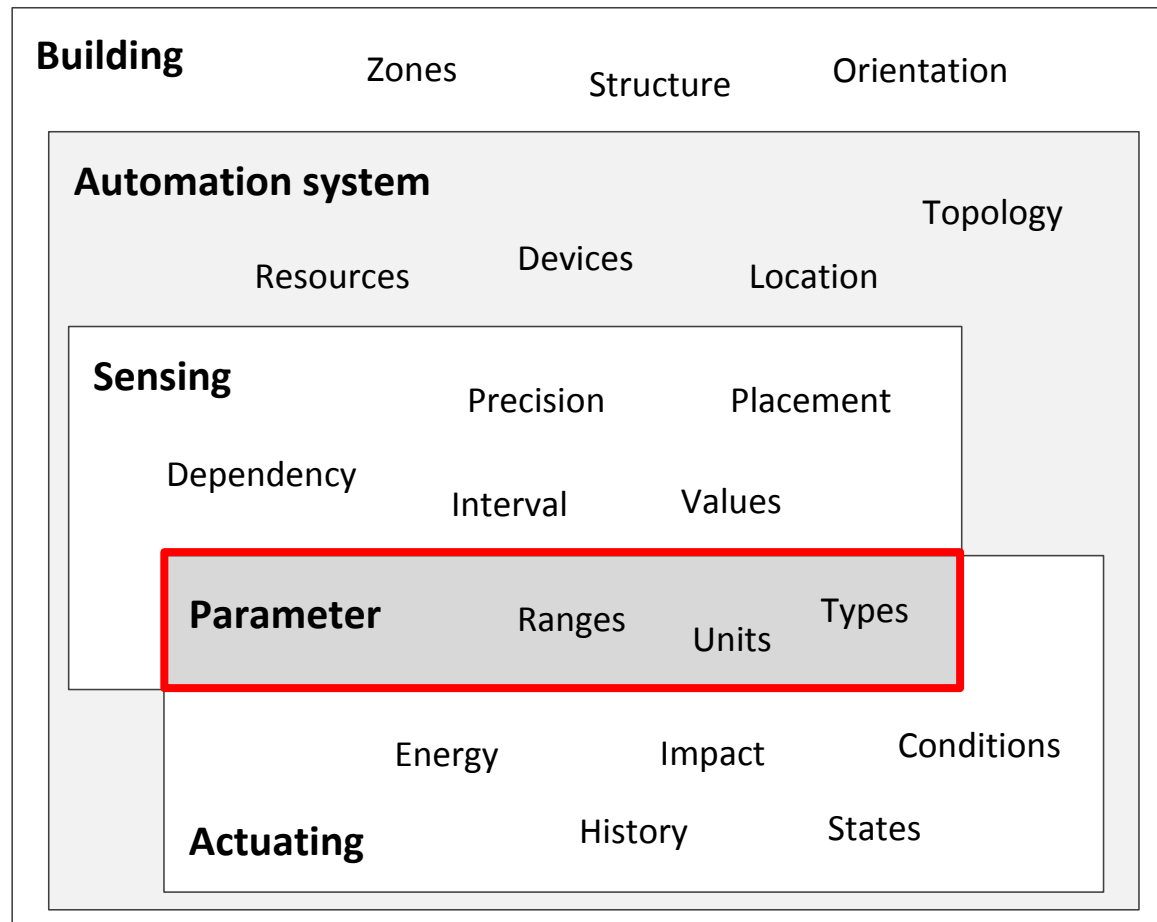 Building
Zones
Structure
Orientation
Automation system
Topology
Resources
Devices
Location
Sensing
Precision
Placement
Dependency
Interval
Values
Parameter
Ranges
Units
Types
Energy
Impact
Conditions
Actuating
History
States